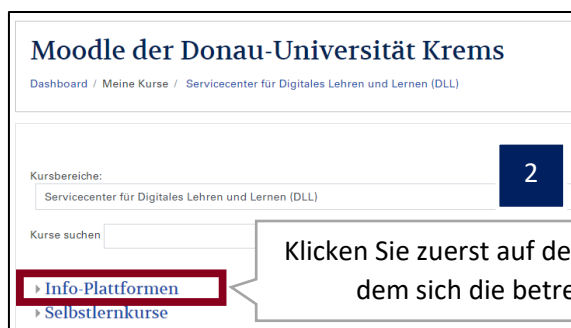 Moodle der Donau-Universität Krems
Dashboard / Meine Kurse / Servicecenter für Digitales Lehren und Lernen (DLL)
Kursbereiche:
2
Servicecenter für Digitales Lehren und Lernen (DLL)
Kurse suchen
Klicken Sie zuerst auf de
dem sich die betre
Info-Plattformen
Selbstlernkurse